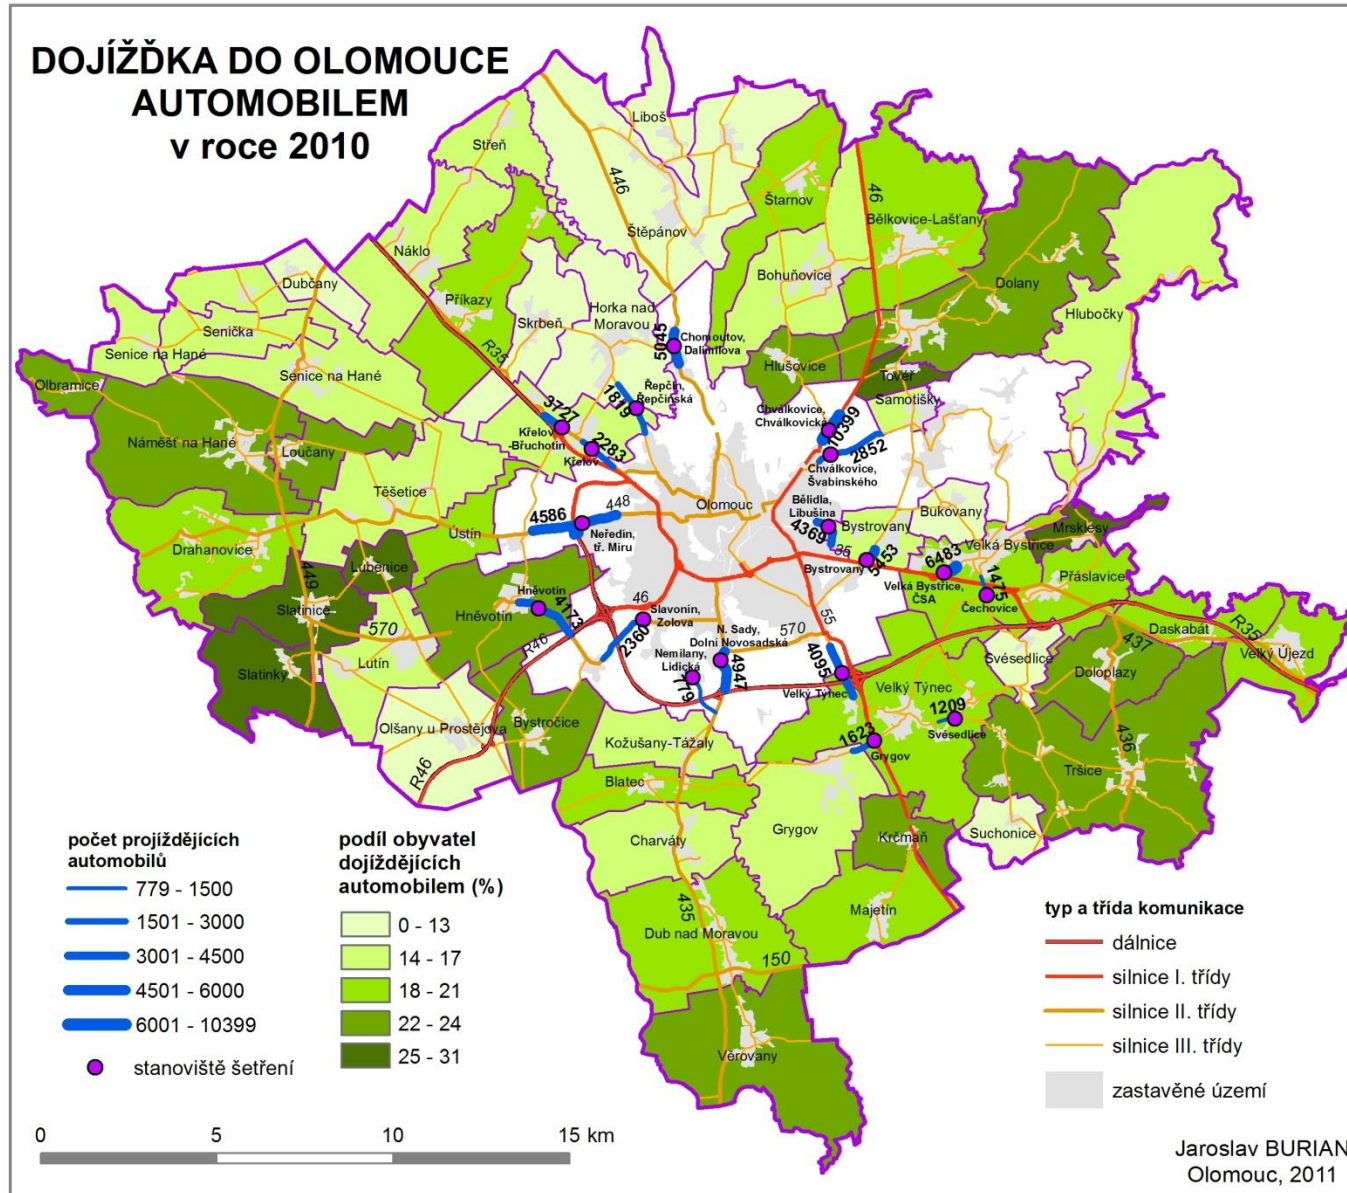 DOJÍŽĎKA DO OLOMOUCE
AUTOMOBILEM
v roce 2010
Liboš
Střeň
446
Štěpánov
Štarnov
46
Bělkovice-Lašťany
Bohuňovice
Dolany
Hlubočky
Náklo
Příkazy
Dubčany
Senička
Senice na Hané
Senice na Hané
Skrbeň
Horka nad
Moravou
R35
5045
Chomoutov,
Dalimilova
Hlušovice
Tovéř
Samotišky
Olbramice
Náměšť na Hané
Loučany
Těšetice
1819
Řepčín,
Řepčínská
3727
Křelov
-Břuchotín
2283
Křelov
Chválkovice,
Chválkovická
10399
2852
Chválkovice,
Švabinského
Olomouc
448
4586
Neředín,
tř. Míru
Ústín
Drahanovice
449
Lubenice
Slatinice
570
Slatinky
Lutín
Hněvotín
Hněvotín
4173
R46
46
Slavonín,
Zolova
2360
N. Sady,
Dolní Novosadská
570
Nemilany,
Lidická
779
4947
Bělidla,
Libušina
4369
Bystrovany
Bukovany
35
Bystrovany
5453
6483
Velká Bystřice
Velká Bystřice,
ČSA
1475
Čechovice
Mrsklesy
Přáslavice
Daskabát
R35
Velký Újezd
437
Doloplazy
436
Tršice
Svésedlice
55
4095
Velký Týnec
Velký Týnec
1209
Svésedlice
1623
Grygov
Olšany u Prostějova
R46
Bystročice
Kožušany-Tážaly
Blatec
Charváty
Grygov
Krčmaň
Suchonice
Majetín
435
Dub nad Moravou
150
Věrovany
počet projíždějících
automobilů
779 - 1500
1501 - 3000
3001 - 4500
4501 - 6000
6001 - 10399
stanoviště šetření
podíl obyvatel
dojíždějících
automobilem (%)
0 - 13
14 - 17
18 - 21
22 - 24
25 - 31
typ a třída komunikace
dálnice
silnice I. třídy
silnice II. třídy
silnice III. třídy
zastavěné území
0 5 10 15 km
Jaroslav BURIAN
Olomouc, 2011